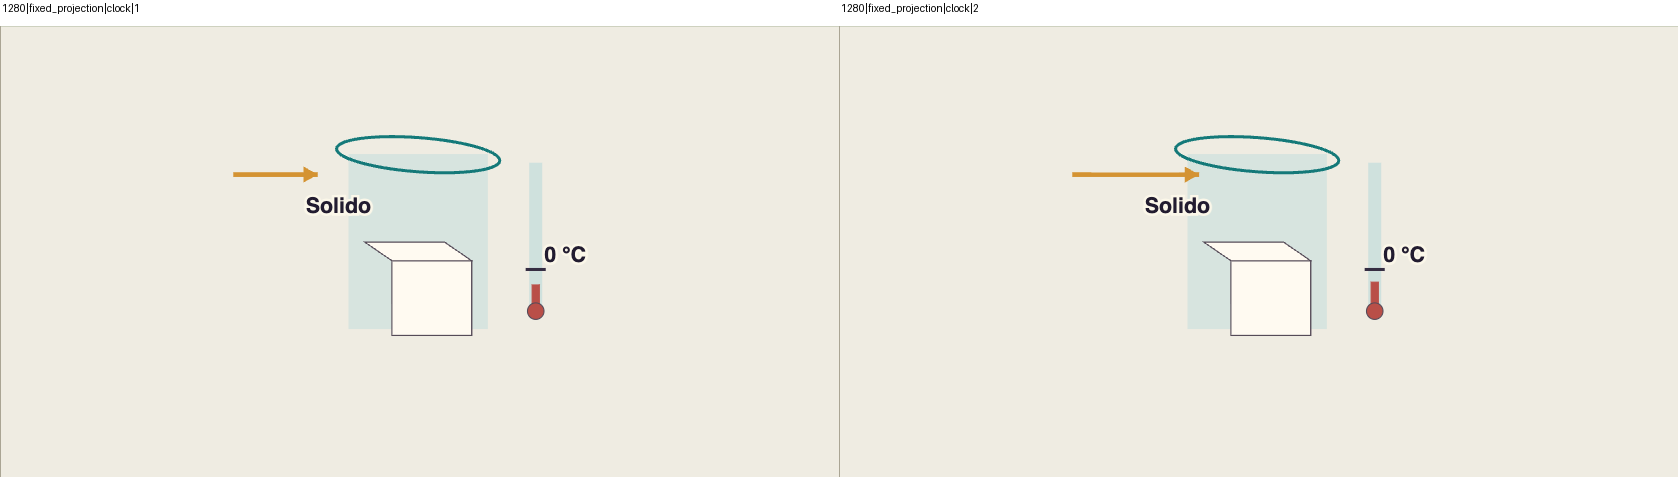 1280|fixed_projection|clock|1
Solido
0 °C
1280|fixed_projection|clock|2
Solido
0 °C